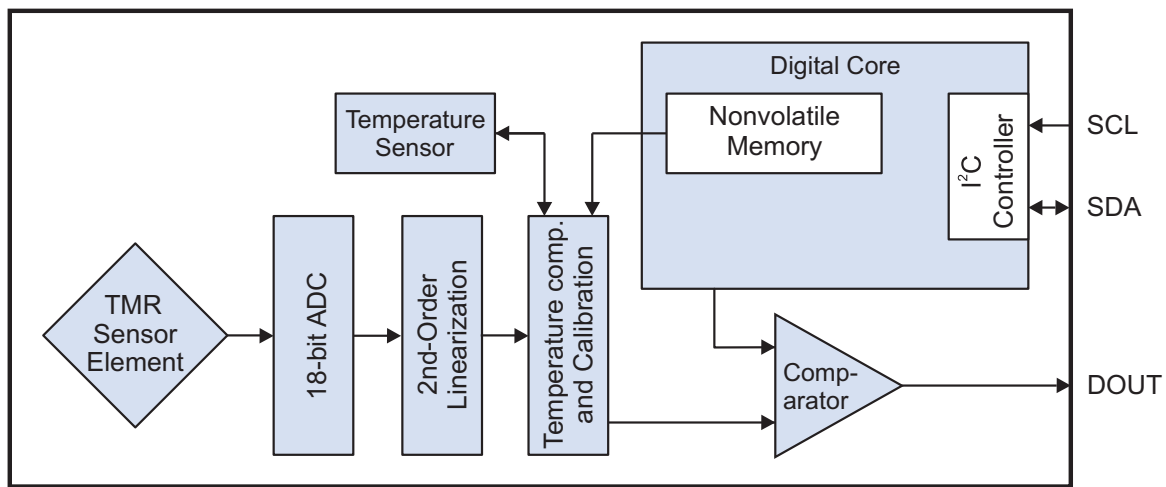 Digital Core
Temperature
Sensor
Nonvolatile
Memory
I²C
Controller
SCL
SDA
TMR
Sensor
Element
18-bit ADC
2nd-Order
Linearization
Temperature comp.
and Calibration
Comp-
arator
DOUT